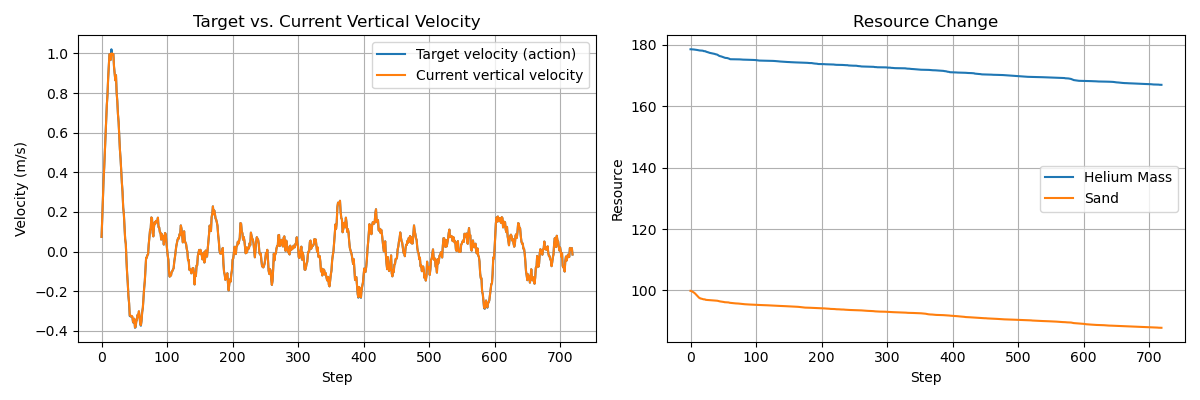 Target vs. Current Vertical Velocity
Velocity (m/s)
1.0
0.8
0.6
0.4
0.2
0.0
−0.2
−0.4
Target velocity (action)
Current vertical velocity
0 100 200 300 400 500 600 700
Step
Resource Change
Resource
180
160
140
120
100
Helium Mass
Sand
0 100 200 300 400 500 600 700
Step